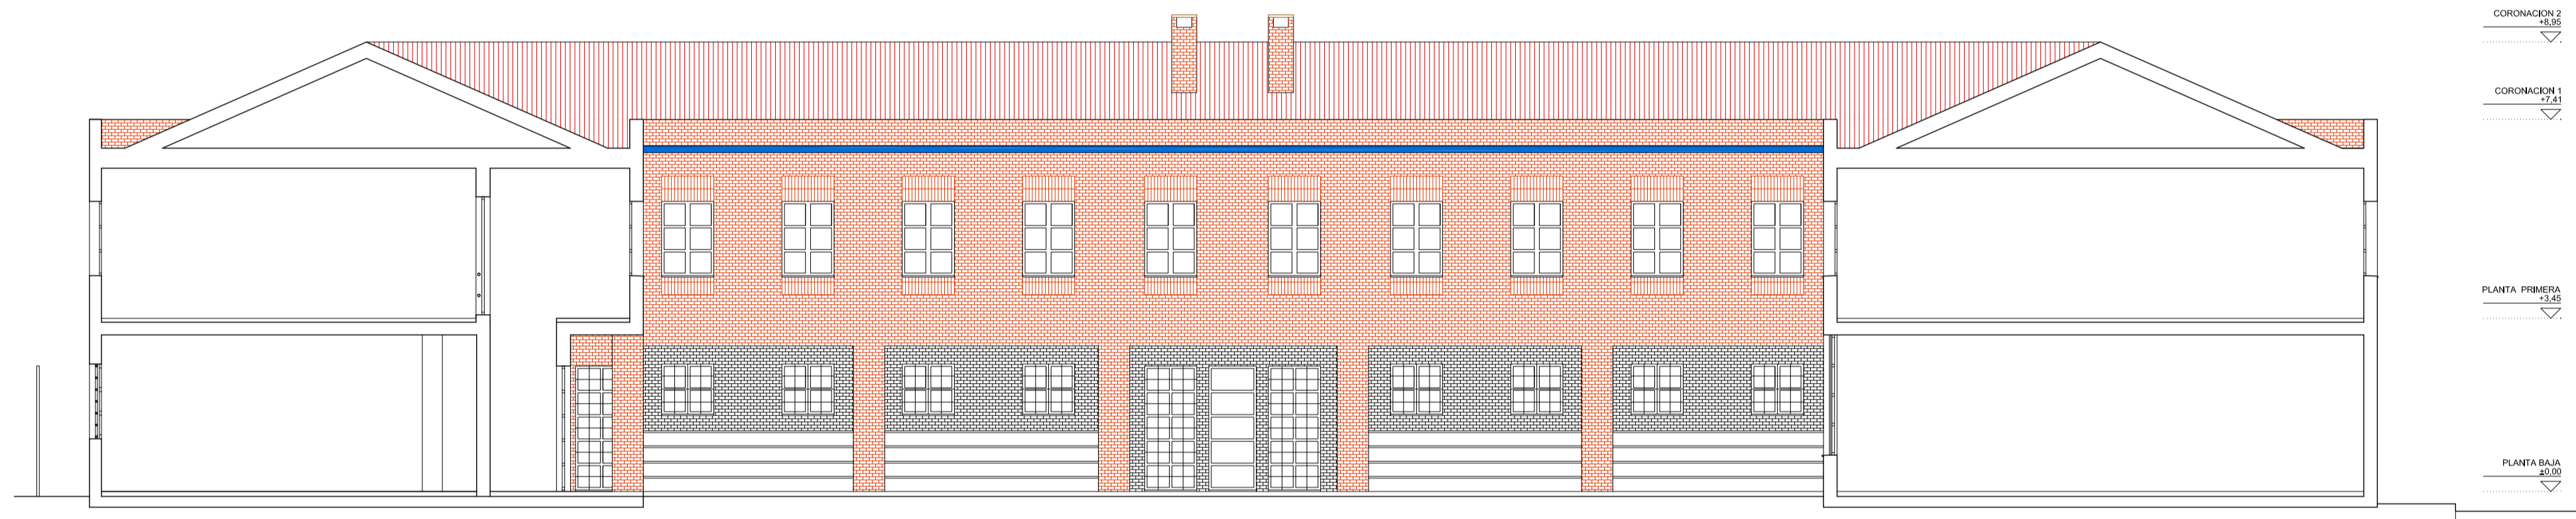 CORONACION 2
+8,95
CORONACION 1
+7,41
PLANTA PRIMERA
+3,45
PLANTA BAJA
±0,00